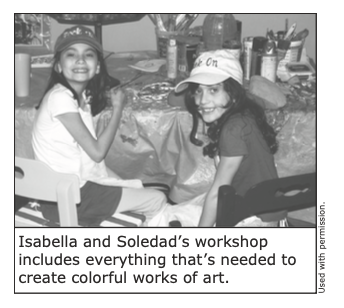 Isabella and Soledad's workshop
includes everything that's needed to
create colorful works of art.
Used with permission.